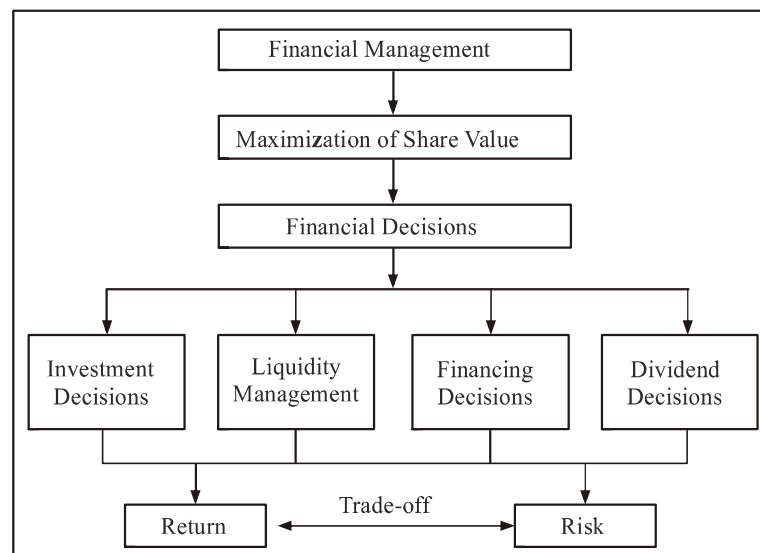 Financial Management
Maximization of Share Value
Financial Decisions
Investment
Decisions
Liquidity
Management
Financing
Decisions
Dividend
Decisions
Trade-off
Return
Risk